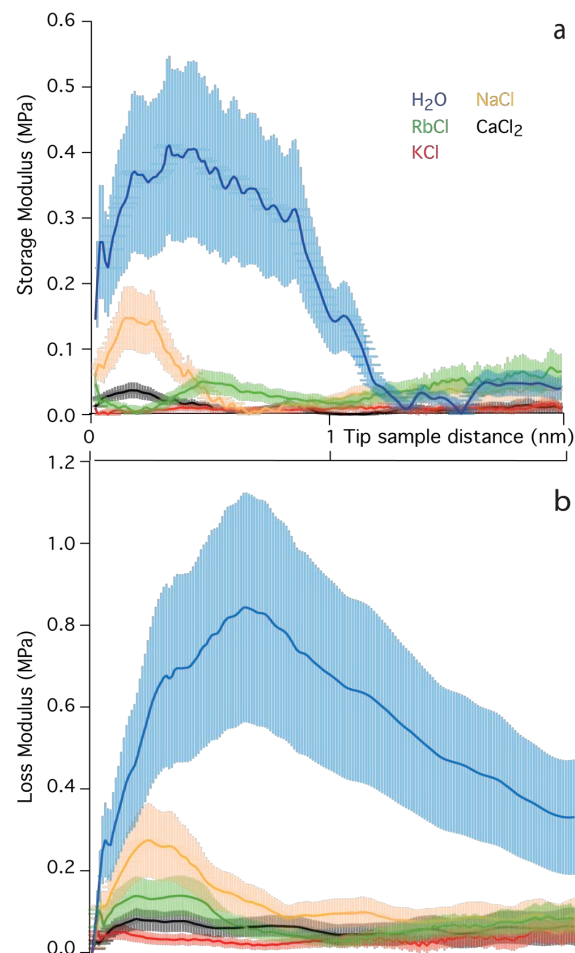 a
0.6
0.5
0.4
0.3
0.2
0.1
0.0
Storage Modulus (MPa)
H2O NaCl
RbCl CaCl2
KCl
0 1 Tip sample distance (nm)
b
1.2
1.0
0.8
0.6
0.4
0.2
0.0
Loss Modulus (MPa)